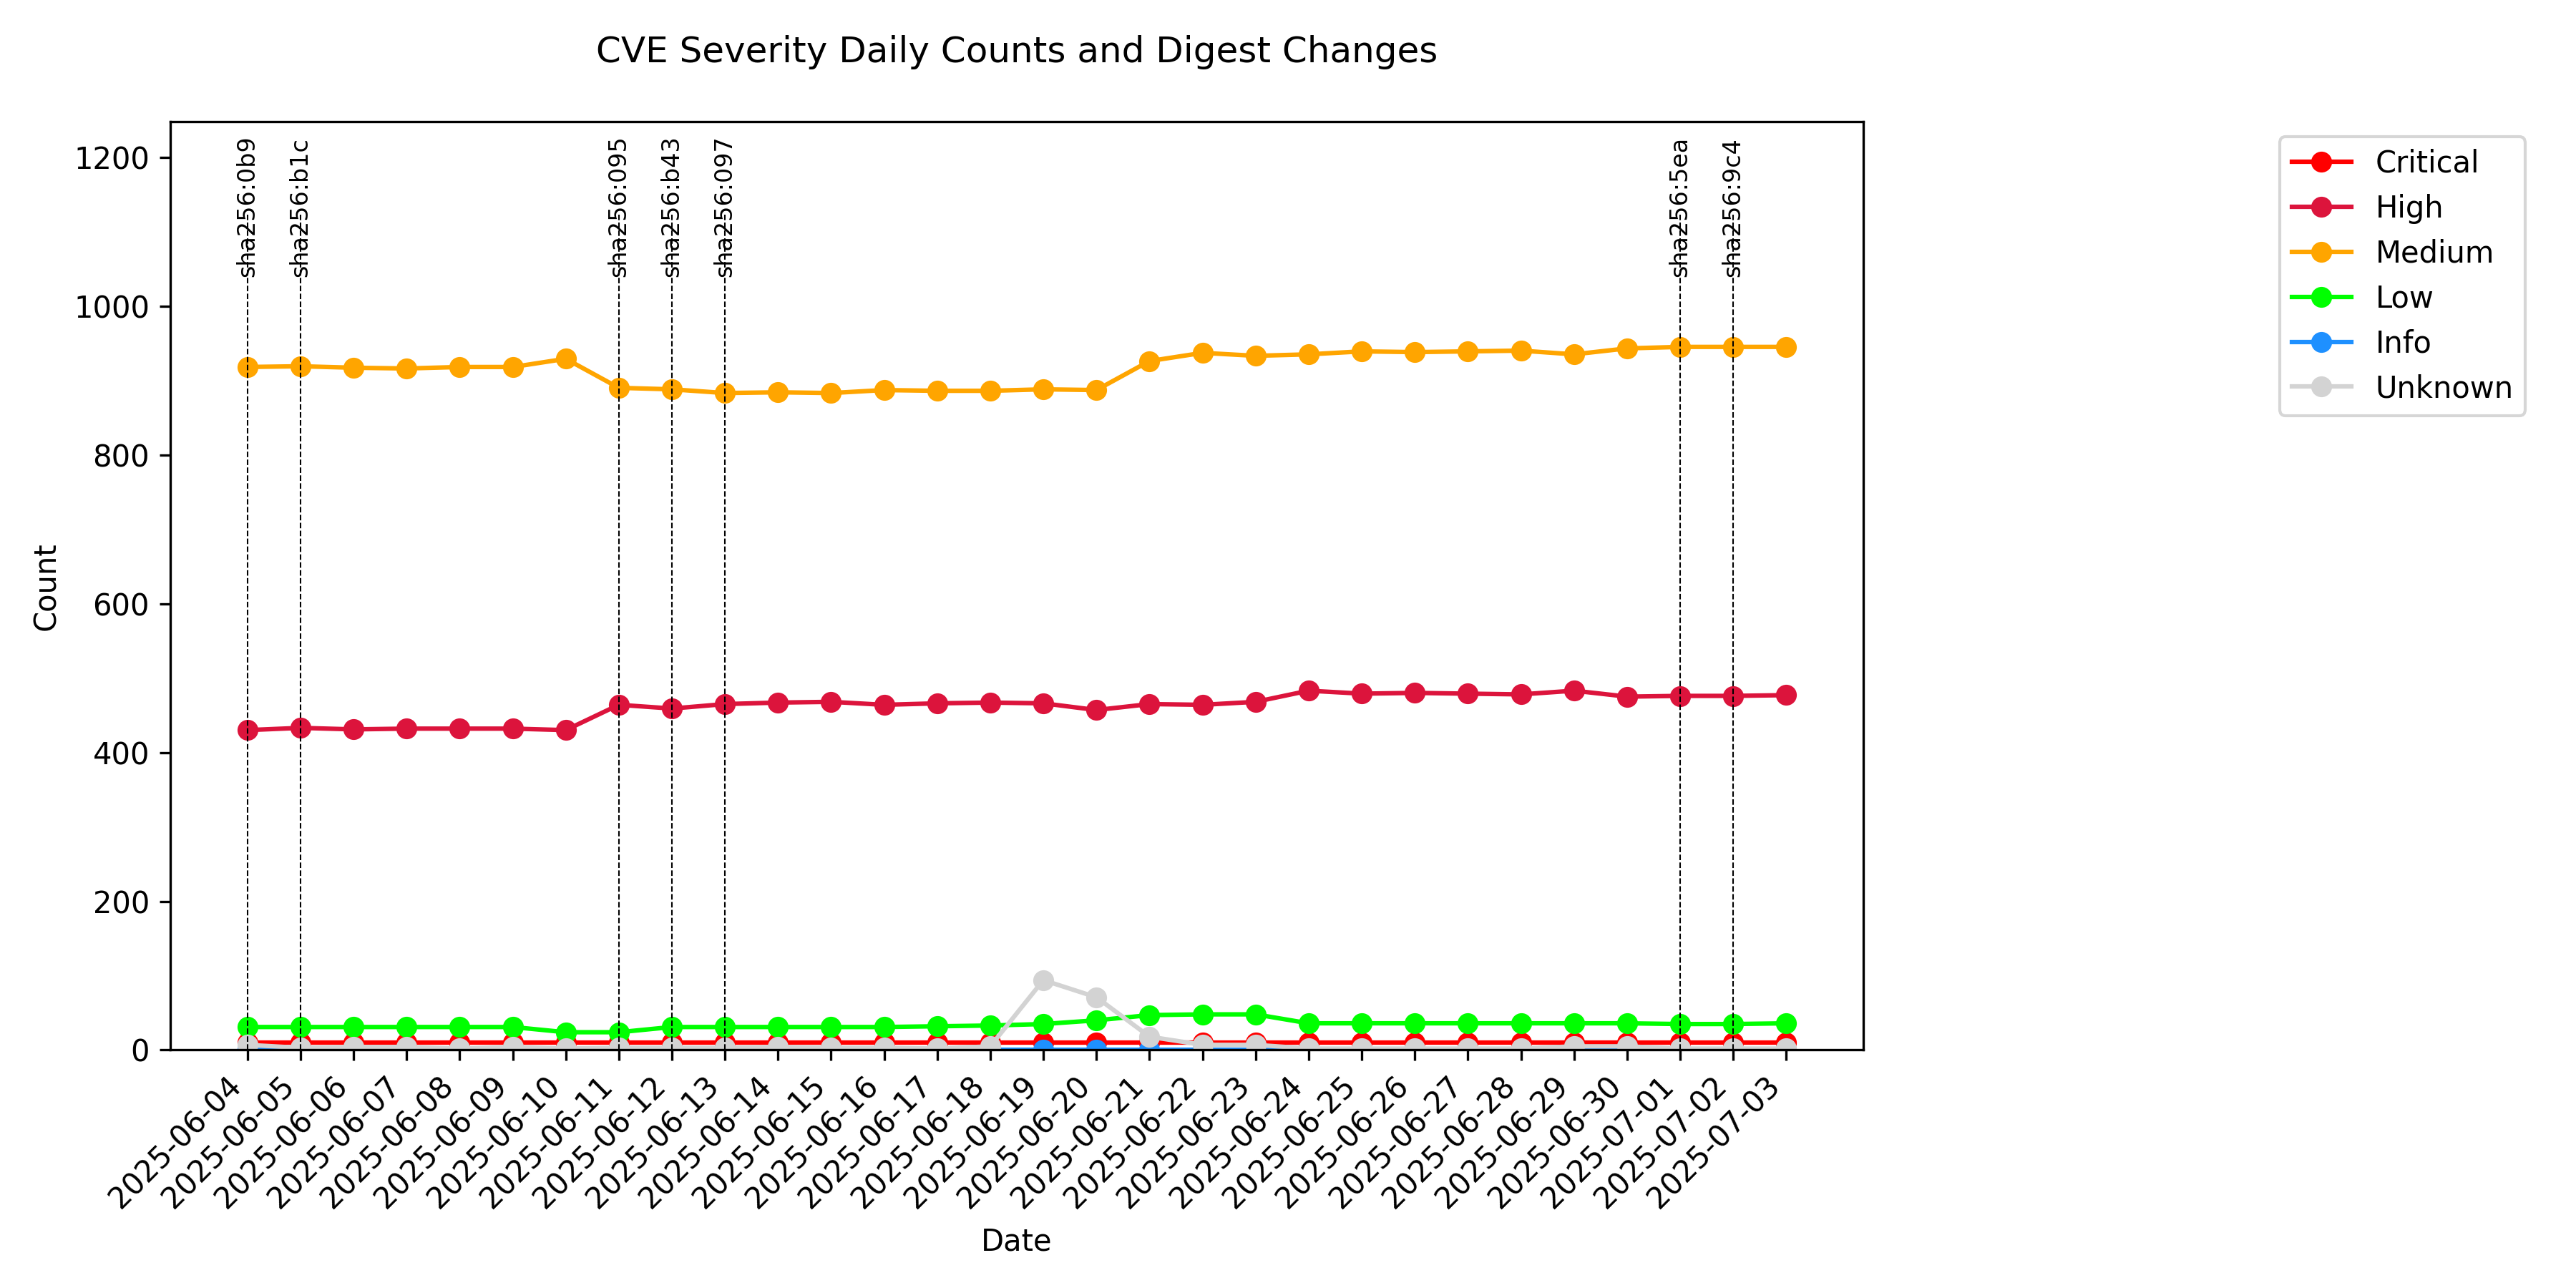 CVE Severity Daily Counts and Digest Changes
sha256:0b9
sha256:b1c
sha256:095
sha256:b43
sha256:097
sha256:5ea
sha256:9c4
Critical
High
Medium
Low
Info
Unknown
1200
1000
800
600
400
200
0
Count
2025-06-04
2025-06-05
2025-06-06
2025-06-07
2025-06-08
2025-06-09
2025-06-10
2025-06-11
2025-06-12
2025-06-13
2025-06-14
2025-06-15
2025-06-16
2025-06-17
2025-06-18
2025-06-19
2025-06-20
2025-06-21
2025-06-22
2025-06-23
2025-06-24
2025-06-25
2025-06-26
2025-06-27
2025-06-28
2025-06-29
2025-06-30
2025-07-01
2025-07-02
2025-07-03
Date